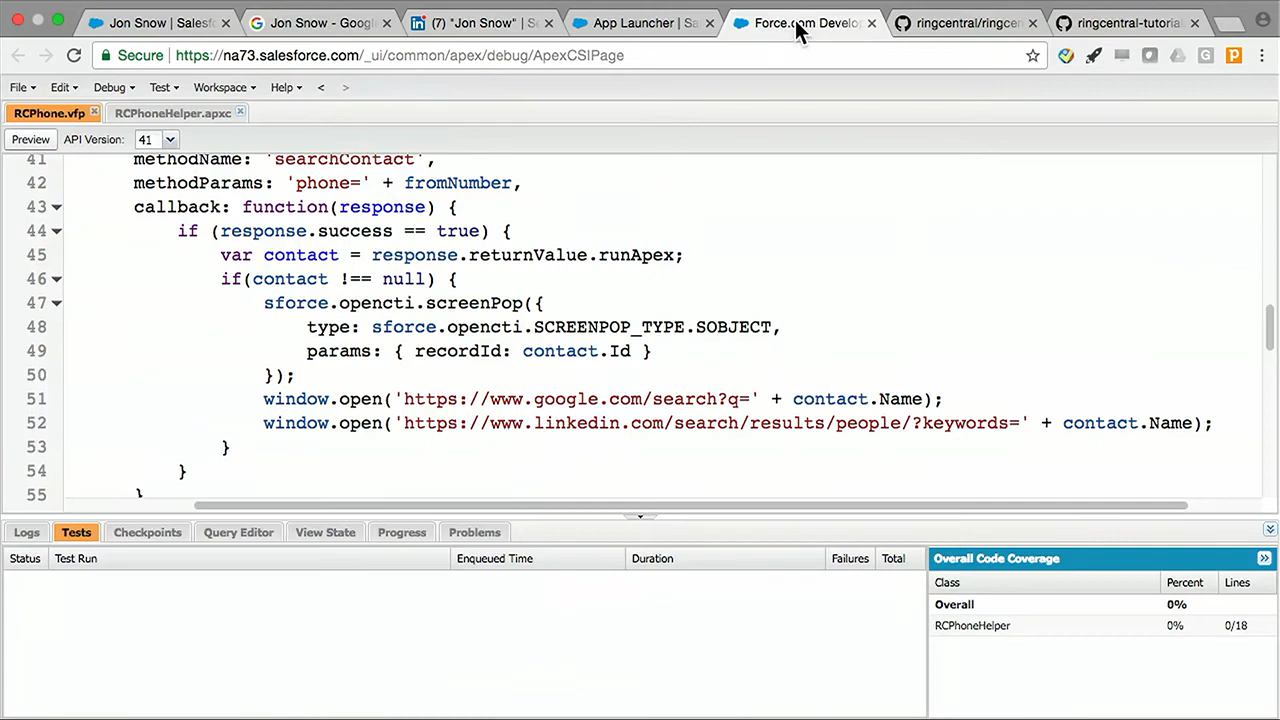 Jon Snow | Salesf
Jon Snow - Google
(7) "Jon Snow" | Se
App Launcher | Sa
Force.com Develop
ringcentral/ringce
ringcentral-tutorial
Secure
https://na73.salesforce.com/_ui/common/apex/debug/ApexCSIPage
File
Edit
Debug
Test
Workspace
Help
<
>
RCPhone.vfp
RCPhoneHelper.apxc
Preview
API Version:
41
41 methodName: 'searchContact',
42 methodParams: 'phone=' + fromNumber,
43 callback: function(response) {
44 if (response.success == true) {
45 var contact = response.returnValue.runApex;
46 if(contact !== null) {
47 sforce.opencti.screenPop({
48 type: sforce.opencti.SCREENPOP_TYPE.SOBJECT,
49 params: { recordId: contact.Id }
50 });
51 window.open('https://www.google.com/search?q=' + contact.Name);
52 window.open('https://www.linkedin.com/search/results/people/?keywords=' + contact.Name);
53 }
54 }
55 }
Logs
Tests
Checkpoints
Query Editor
View State
Progress
Problems
Status
Test Run
Enqueued Time
Duration
Failures
Total
Overall Code Coverage
Class
Percent
Lines
Overall
0%
RCPhoneHelper
0%
0/18